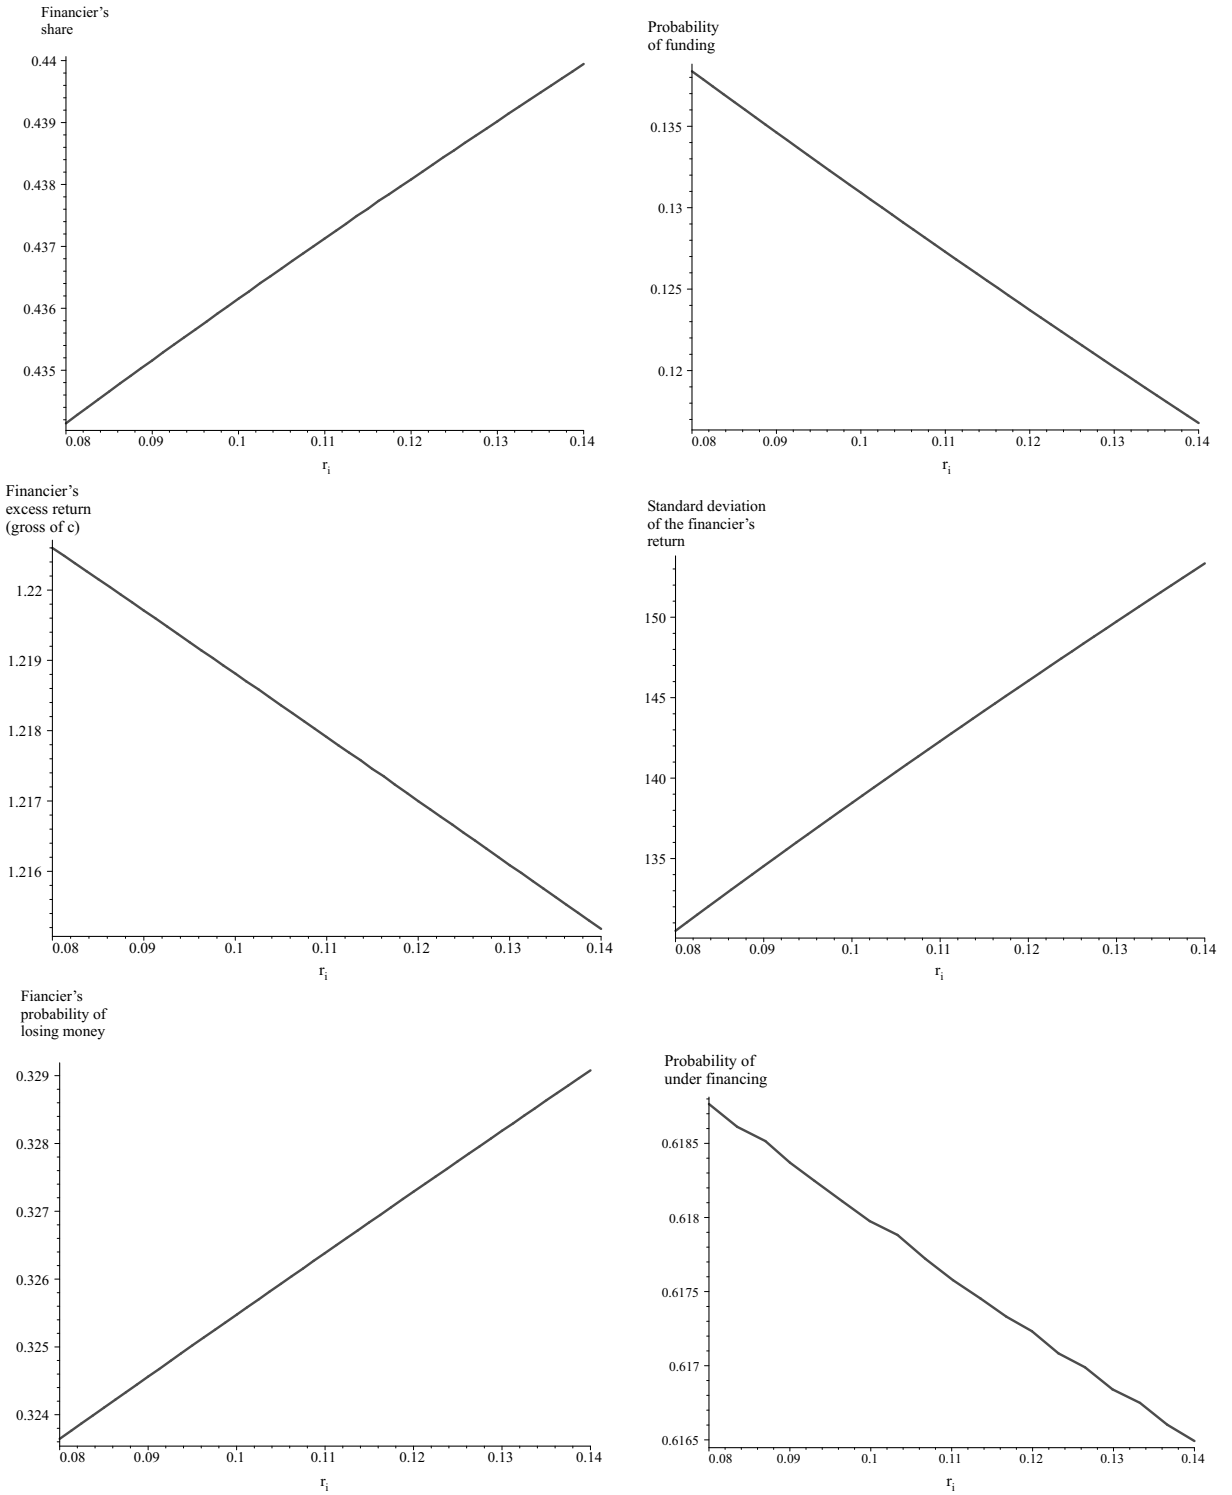 Financier's
share
0.44
0.439
0.438
0.437
0.436
0.435
0.08 0.09 0.1 0.11 0.12 0.13 0.14
r_i
Probability
of funding
0.135
0.13
0.125
0.12
0.08 0.09 0.1 0.11 0.12 0.13 0.14
r_i
Financier's
excess return
(gross of c)
1.22
1.219
1.218
1.217
1.216
0.08 0.09 0.1 0.11 0.12 0.13 0.14
r_i
Standard deviation
of the financier's
return
150
145
140
135
0.08 0.09 0.1 0.11 0.12 0.13 0.14
r_i
Fiancier's
probability of
losing money
0.329
0.328
0.327
0.326
0.325
0.324
0.08 0.09 0.1 0.11 0.12 0.13 0.14
r_i
Probability of
under financing
0.6185
0.618
0.6175
0.617
0.6165
0.08 0.09 0.1 0.11 0.12 0.13 0.14
r_i